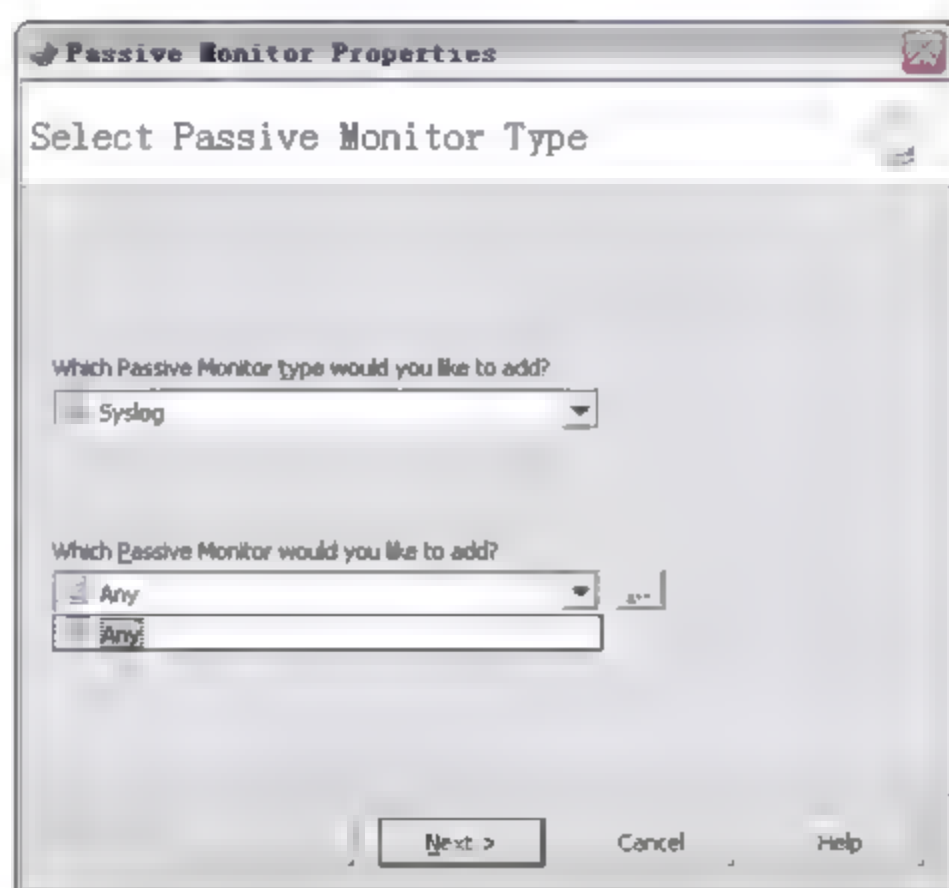 Passive Monitor Properties
Select Passive Monitor Type
Which Passive Monitor type would you like to add?
Syslog
Which Passive Monitor would you like to add?
Any
...
Any
Next >
Cancel
Help